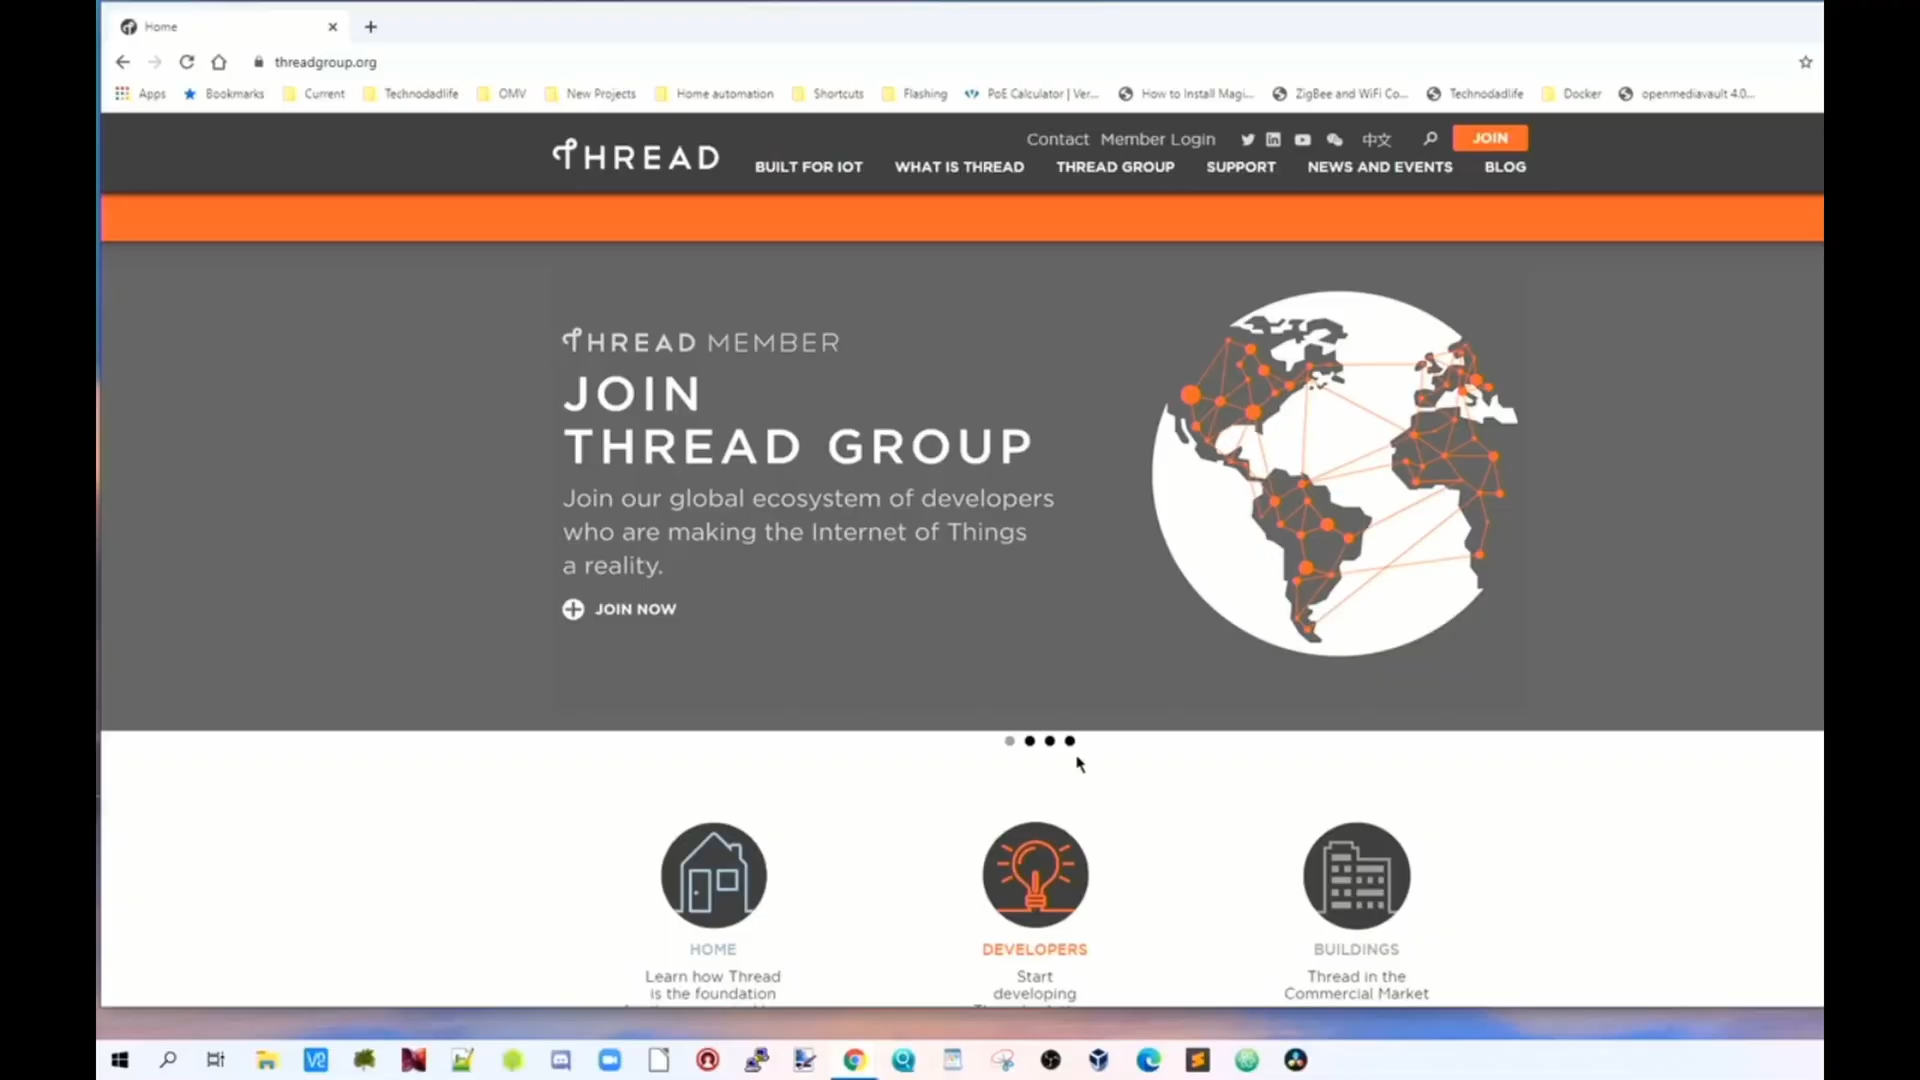 Home
threadgroup.org
Apps Bookmarks Current Technodadlife OMV New Projects Home automation Shortcuts Flashing PoE Calculator | Ver... How to Install Magi... ZigBee and WiFi Co... Technodadlife Docker openmediavault 4.0...
Contact Member Login 中文 JOIN
THREAD
BUILT FOR IOT WHAT IS THREAD THREAD GROUP SUPPORT NEWS AND EVENTS BLOG
THREAD MEMBER
JOIN
THREAD GROUP
Join our global ecosystem of developers
who are making the Internet of Things
a reality.
JOIN NOW
HOME DEVELOPERS BUILDINGS
Learn how Thread Start Thread in the
is the foundation developing Commercial Market